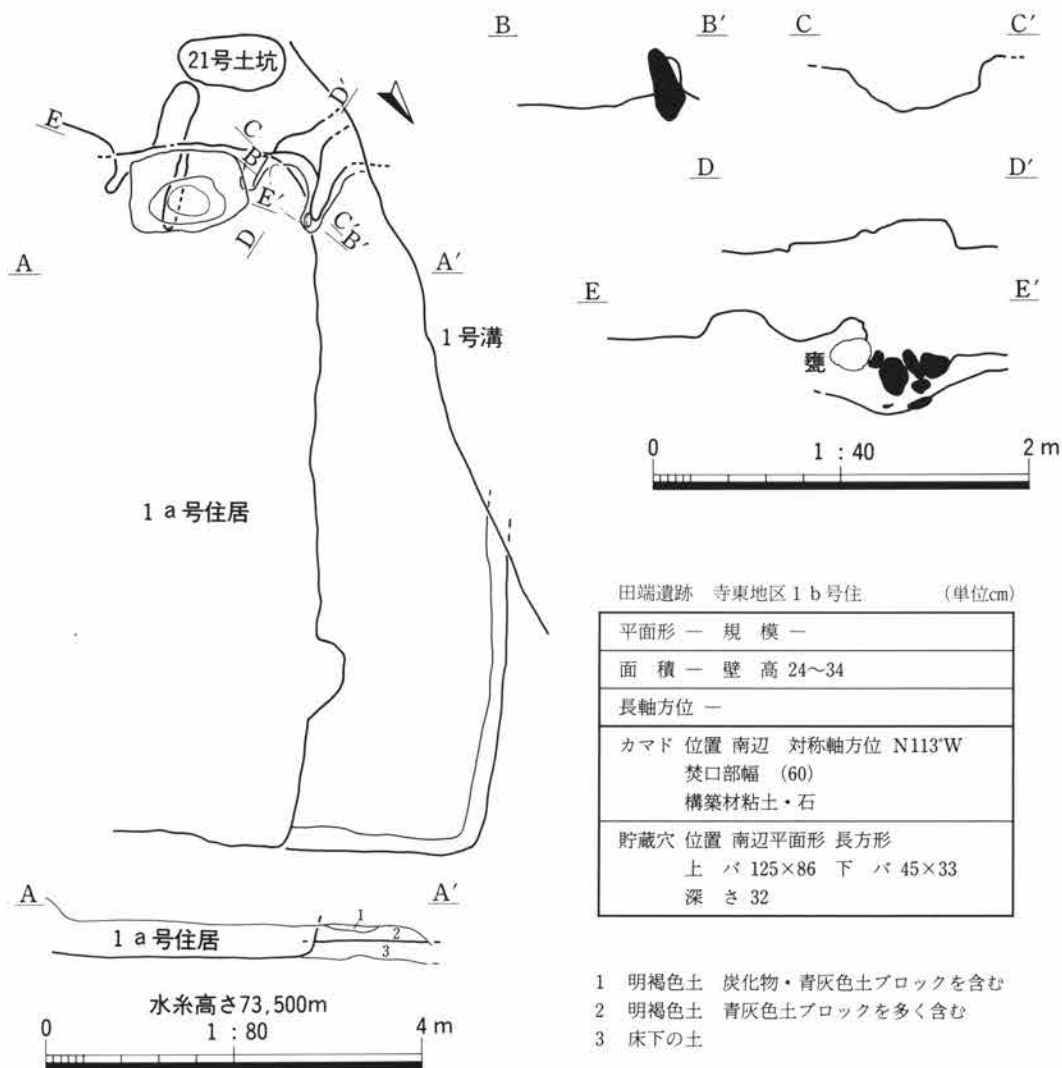 21号土坑
B B′ C C′
E
D′
C
B
E′
C′
B′
D
D D′
A A′
1号溝
E E′
甕
0 1：40 2 m
1 a 号住居
田端遺跡 寺東地区1ｂ号住 (単位cm)
平面形 ― 規 模 ―
面 積 ― 壁 高 24～34
長軸方位 ―
カマド 位置 南辺 対称軸方位 N113°W
焚口部幅 (60)
構築材粘土・石
貯蔵穴 位置 南辺平面形 長方形
上 バ 125×86 下 バ 45×33
深 さ 32
A A′
1 a 号住居
1
2
3
水糸高さ73,500m
0 1：80 4 m
1 明褐色土 炭化物・青灰色土ブロックを含む
2 明褐色土 青灰色土ブロックを多く含む
3 床下の土